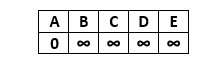 A B C D E
0 ∞ ∞ ∞ ∞